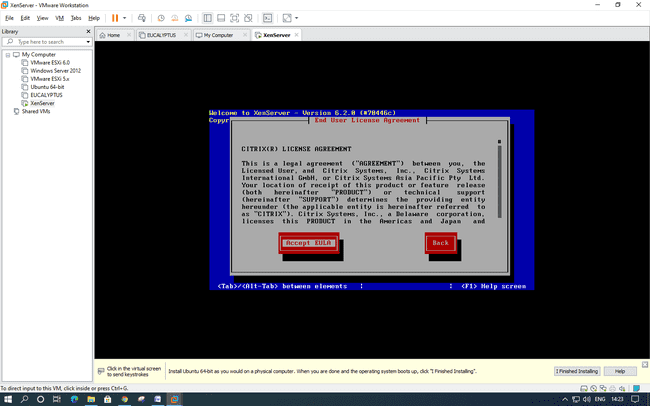 XenServer - VMware Workstation
File Edit View VM Tabs Help
Library
Type here to search
My Computer
VMware ESXi 6.0
Windows Server 2012
VMware ESXi 5.x
Ubuntu 64-bit
EUCALYPTUS
XenServer
Shared VMs
Home
EUCALYPTUS
My Computer
XenServer
Welcome to XenServer - Version 6.2.0 (#70446c)
Copyr
End User License Agreement
CITRIX(R) LICENSE AGREEMENT
This is a legal agreement ("AGREEMENT") between you, the
Licensed User, and Citrix Systems, Inc., Citrix Systems
International GmbH, or Citrix Systems Asia Pacific Pty Ltd.
Your location of receipt of this product or feature release
(both hereinafter "PRODUCT") or technical support
(hereinafter "SUPPORT") determines the providing entity
hereunder (the applicable entity is hereinafter referred to
as "CITRIX"). Citrix Systems, Inc., a Delaware corporation,
licenses this PRODUCT in the Americas and Japan and
Accept EULA
Back
<Tab>/<Alt-Tab> between elements | | <F1> Help screen
Click in the virtual screen
to send keystrokes
Install Ubuntu 64-bit as you would on a physical computer. When you are done and the operating system boots up, click "I Finished Installing".
I Finished Installing
Help
To direct input to this VM, click inside or press Ctrl+G.
ENG
14:23